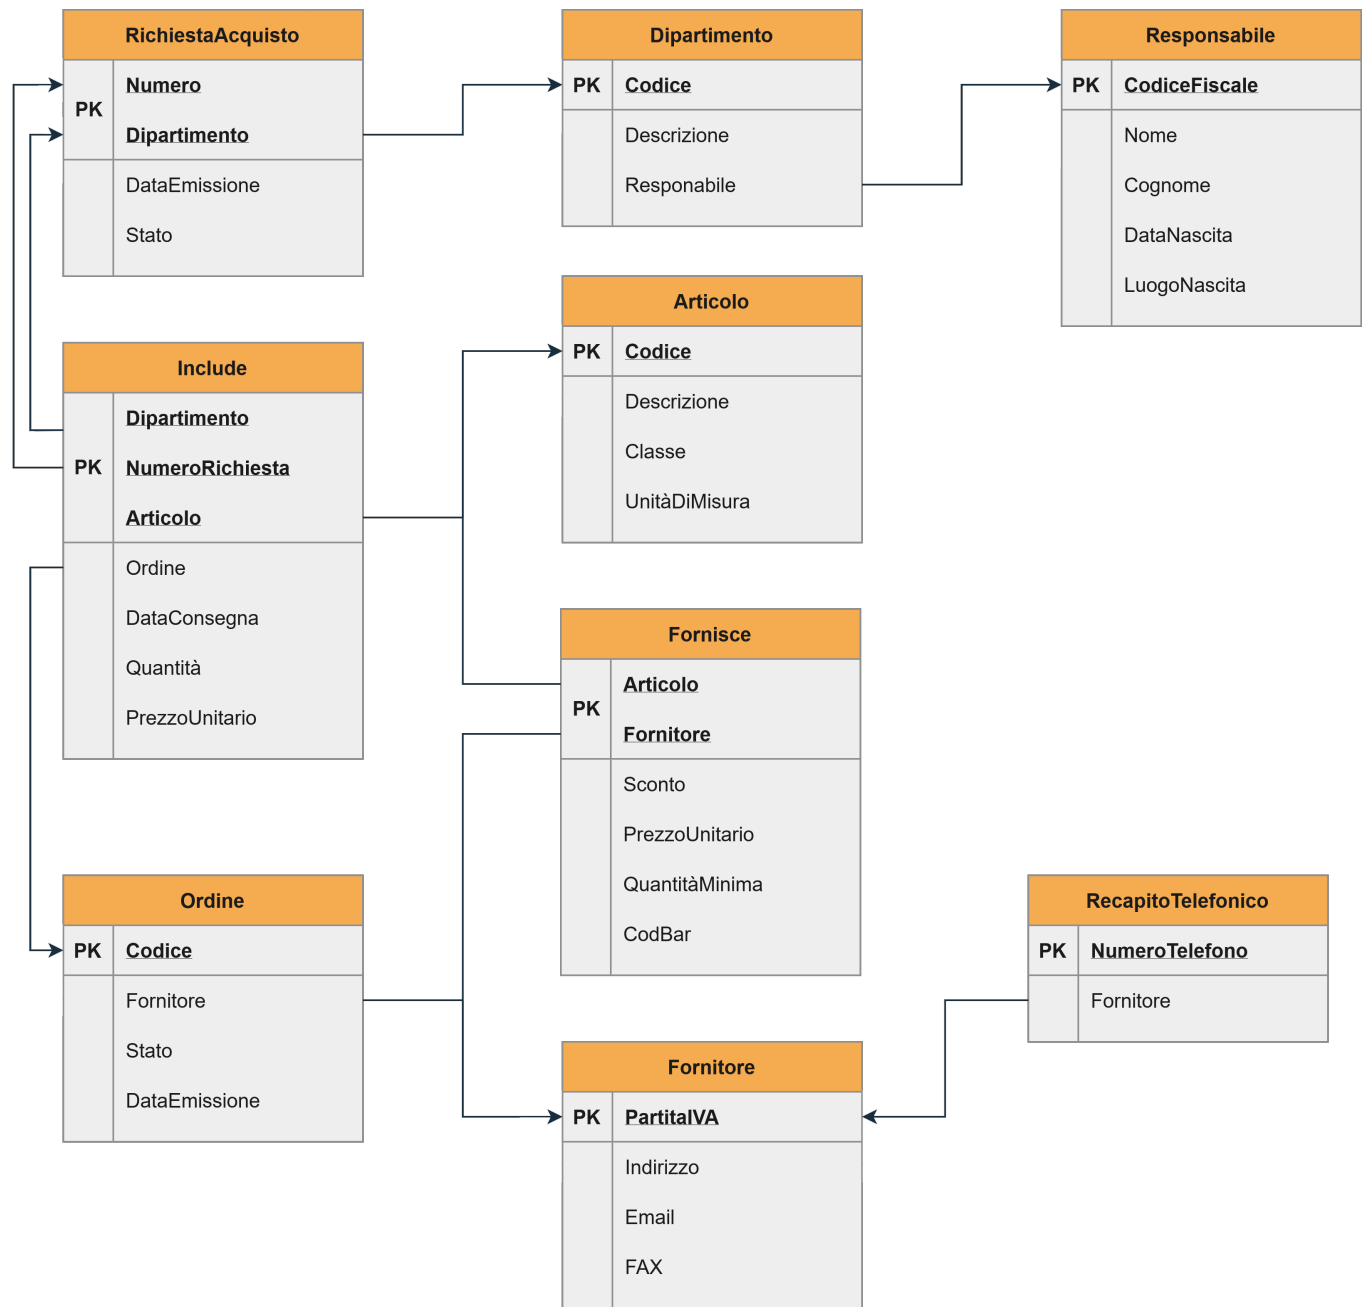 RichiestaAcquisto
PK
Numero
Dipartimento
DataEmissione
Stato
Dipartimento
PK
Codice
Descrizione
Responabile
Responsabile
PK
CodiceFiscale
Nome
Cognome
DataNascita
LuogoNascita
Articolo
PK
Codice
Descrizione
Classe
UnitàDiMisura
Include
PK
Dipartimento
NumeroRichiesta
Articolo
Ordine
DataConsegna
Quantità
PrezzoUnitario
Fornisce
PK
Articolo
Fornitore
Sconto
PrezzoUnitario
QuantitàMinima
CodBar
Ordine
PK
Codice
Fornitore
Stato
DataEmissione
RecapitoTelefonico
PK
NumeroTelefono
Fornitore
Fornitore
PK
PartitaIVA
Indirizzo
Email
FAX